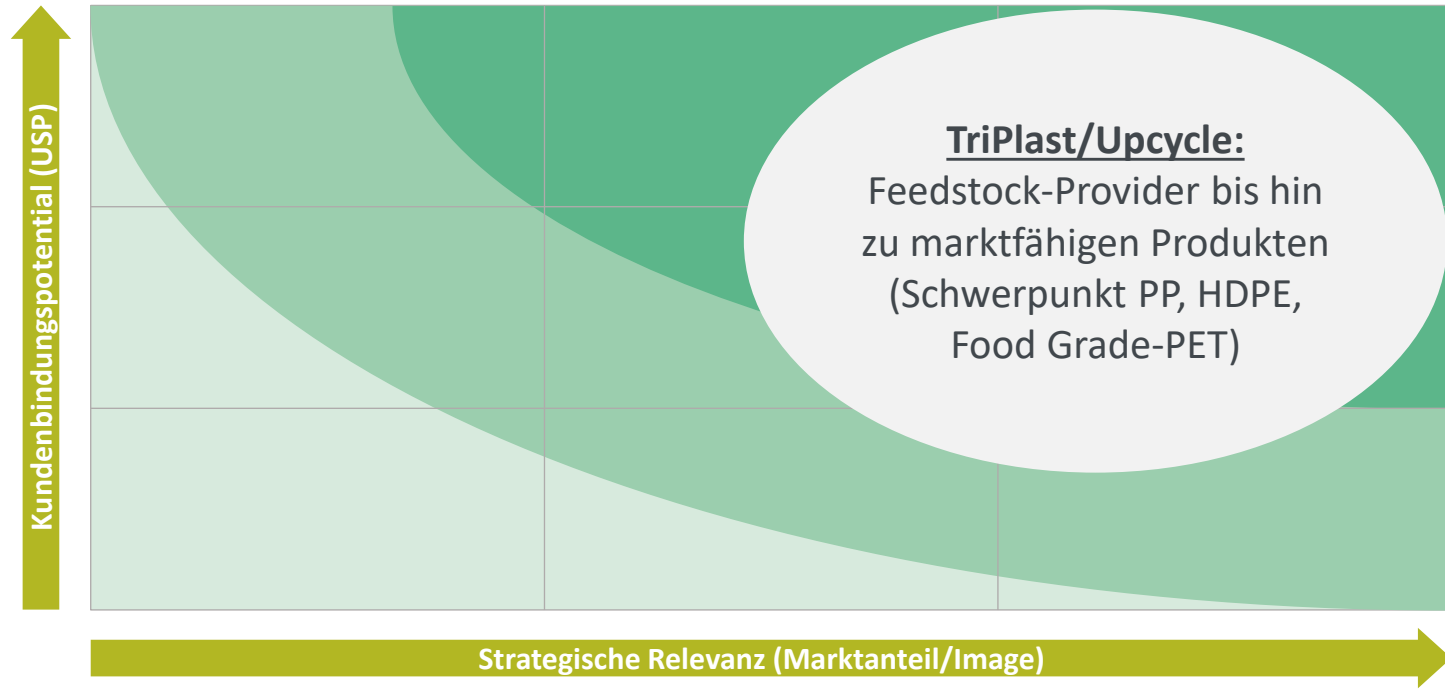 Kundenbindungspotential (USP)
TriPlast/Upcycle:
Feedstock-Provider bis hin
zu marktfähigen Produkten
(Schwerpunkt PP, HDPE,
Food Grade-PET)
Strategische Relevanz (Marktanteil/Image)